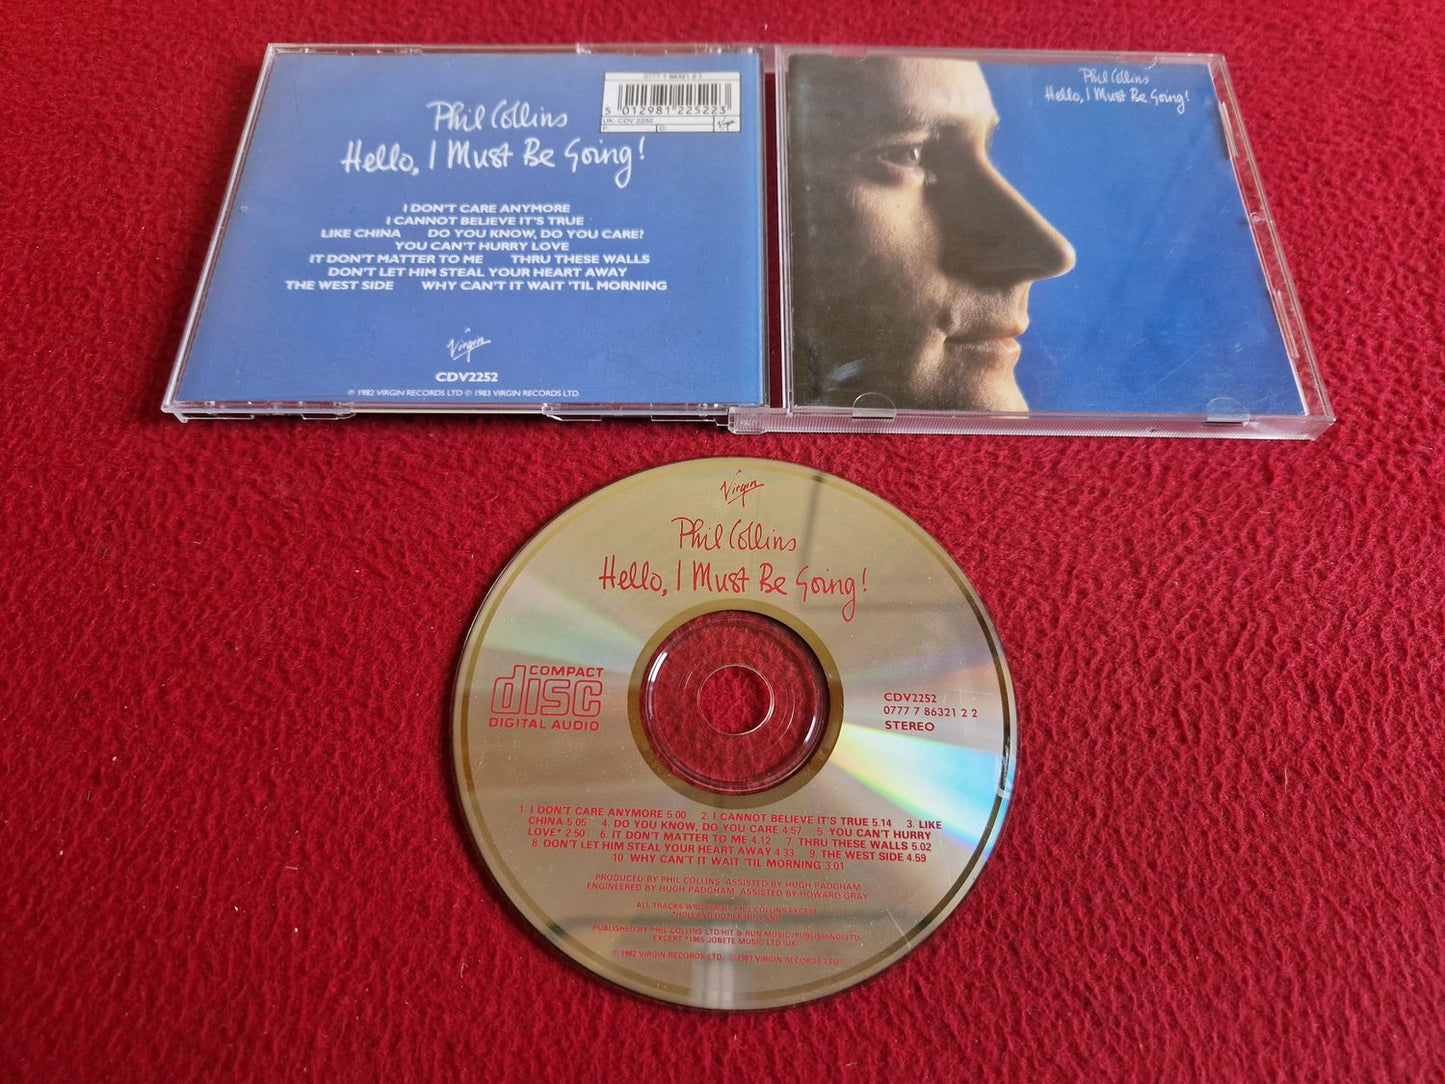 Phil Collins
Hello, I Must Be Going!
0777 7 86321 2 2
5 012981 225223
UK: CDV 2252
F: D: Virgin
I DON'T CARE ANYMORE
I CANNOT BELIEVE IT'S TRUE
LIKE CHINA DO YOU KNOW, DO YOU CARE?
YOU CAN'T HURRY LOVE
IT DON'T MATTER TO ME THRU THESE WALLS
DON'T LET HIM STEAL YOUR HEART AWAY
THE WEST SIDE WHY CAN'T IT WAIT 'TIL MORNING
Virgin
CDV2252
℗ 1982 VIRGIN RECORDS LTD © 1983 VIRGIN RECORDS LTD
Phil Collins
Hello, I Must Be Going!
Virgin
Phil Collins
Hello, I Must Be Going!
COMPACT
disc
DIGITAL AUDIO
CDV2252
0777 7 86321 2 2
STEREO
1. I DON'T CARE ANYMORE 5.00 2. I CANNOT BELIEVE IT'S TRUE 5.14 3. LIKE
CHINA 5.05 4. DO YOU KNOW, DO YOU CARE 4.57 5. YOU CAN'T HURRY
LOVE* 2.50 6. IT DON'T MATTER TO ME 4.12 7. THRU THESE WALLS 5.02
8. DON'T LET HIM STEAL YOUR HEART AWAY 4.33 9. THE WEST SIDE 4.59
10. WHY CAN'T IT WAIT 'TIL MORNING 3.01
PRODUCED BY PHIL COLLINS. ASSISTED BY HUGH PADGHAM
ENGINEERED BY HUGH PADGHAM. ASSISTED BY HOWARD GRAY
ALL TRACKS WRITTEN BY PHIL COLLINS EXCEPT
*HOLLAND/DOZIER/HOLLAND
PUBLISHED BY PHIL COLLINS LTD/HIT & RUN MUSIC (PUBLISHING) LTD
EXCEPT *1965 JOBETE MUSIC LTD (UK)
℗ 1982 VIRGIN RECORDS LTD. © 1983 VIRGIN RECORDS LTD